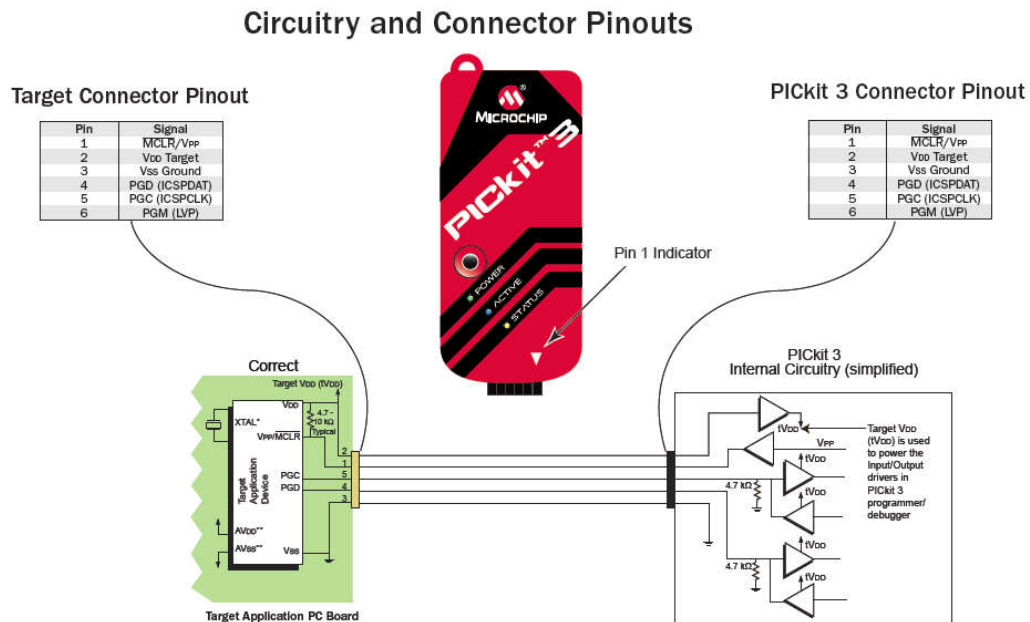 Circuitry and Connector Pinouts
Target Connector Pinout
Pin Signal
1 MCLR/VPP
2 VDD Target
3 Vss Ground
4 PGD (ICSPDAT)
5 PGC (ICSPCLK)
6 PGM (LVP)
MICROCHIP
PICkit™ 3
POWER
ACTIVE
STATUS
Pin 1 Indicator
PICkit 3 Connector Pinout
Pin Signal
1 MCLR/VPP
2 VDD Target
3 Vss Ground
4 PGD (ICSPDAT)
5 PGC (ICSPCLK)
6 PGM (LVP)
Correct
Target VDD (tVDD)
VDD
XTAL*
4.7 -
10 kΩ
Typical
VPP/MCLR
Target
Application
Device
PGC
PGD
AVDD**
AVss**
Vss
2
1
5
4
3
Target Application PC Board
PICkit 3
Internal Circuitry (simplified)
tVDD
Target VDD
(tVDD) is used
to power the
Input/Output
drivers in
PICkit 3
programmer/
debugger
VPP
tVDD
4.7 kΩ
tVDD
tVDD
4.7 kΩ
tVDD